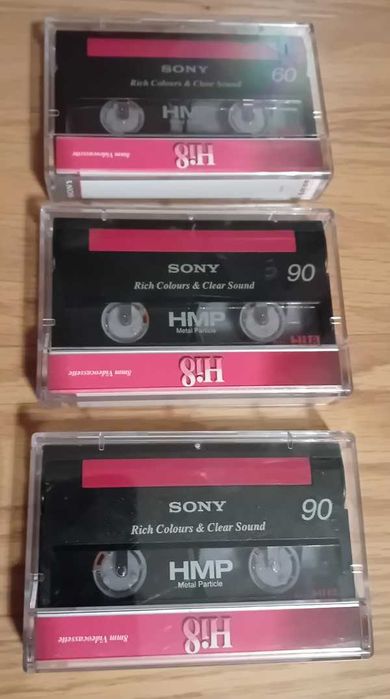 SONY
60
Rich Colours & Clear Sound
HMP
Hi8
8mm Videocassette
SONY
90
Rich Colours & Clear Sound
HMP
Metal Particle
Hi8
8mm Videocassette
SONY
90
Rich Colours & Clear Sound
HMP
Metal Particle
Hi8
8mm Videocassette